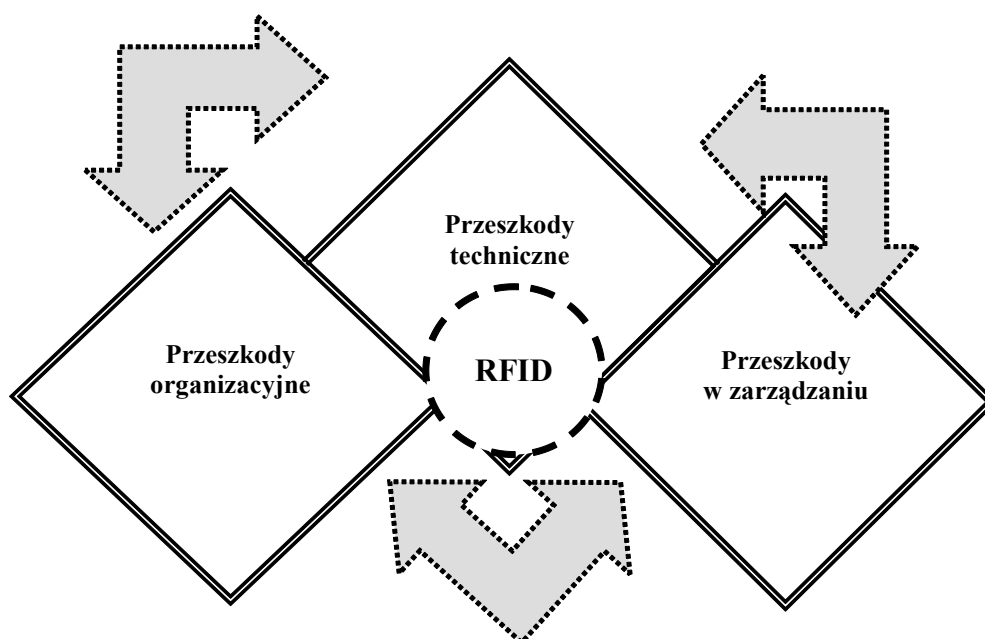 Przeszkody
techniczne
Przeszkody
organizacyjne
RFID
Przeszkody
w zarządzaniu